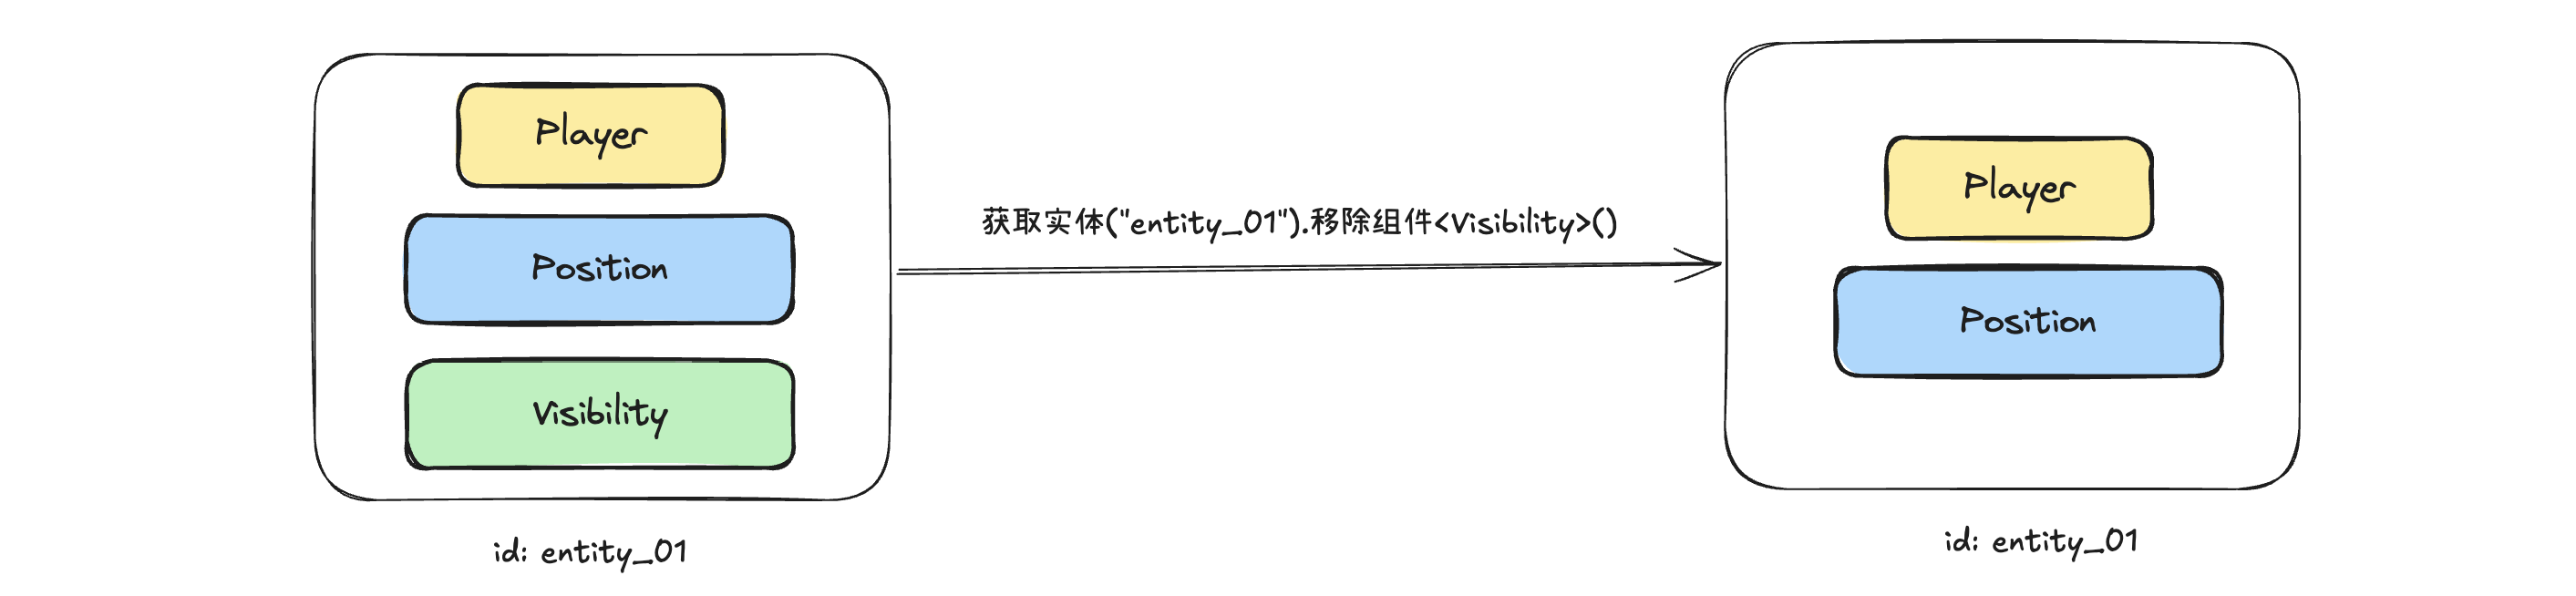 Player
Position
Visibility
id: entity_01
获取实体("entity_01").移除组件<Visibility>()
Player
Position
id: entity_01